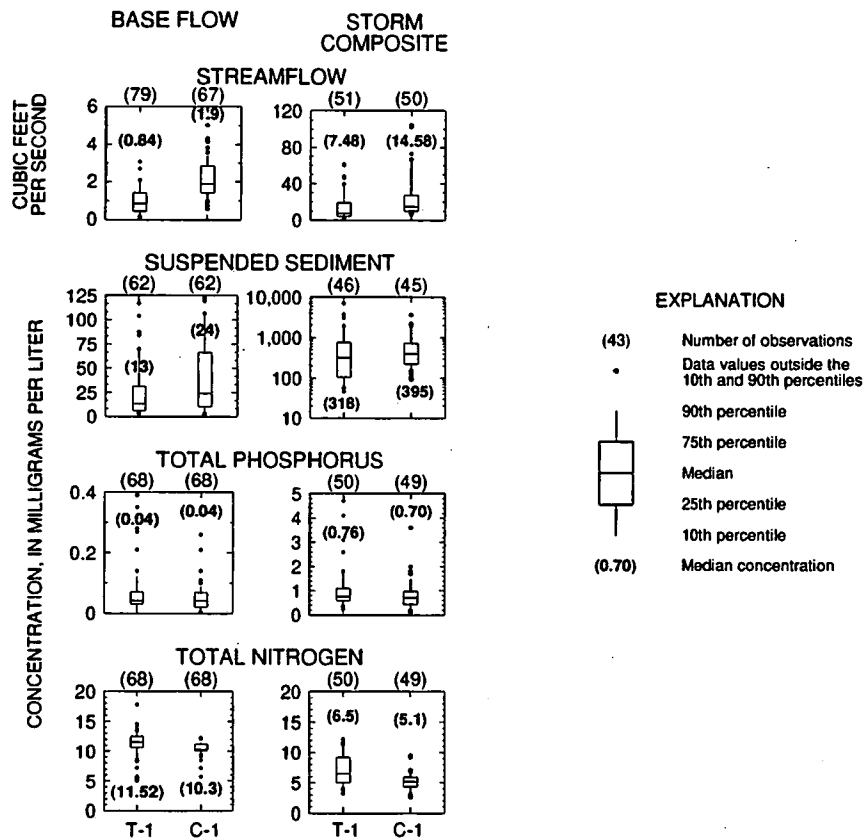 BASE FLOW
STORM COMPOSITE
STREAMFLOW
CUBIC FEET PER SECOND
(79) (67) (51) (50)
(0.84) (1.9) (7.48) (14.58)
6 4 2 0
120 80 40 0
SUSPENDED SEDIMENT
(62) (62) (46) (45)
(13) (24) (318) (395)
125 100 75 50 25 0
10,000 1,000 100 10
CONCENTRATION, IN MILLIGRAMS PER LITER
TOTAL PHOSPHORUS
(68) (68) (50) (49)
(0.04) (0.04) (0.76) (0.70)
0.4 0.2 0
5 4 3 2 1 0
TOTAL NITROGEN
(68) (68) (50) (49)
(11.52) (10.3) (6.5) (5.1)
20 15 10 5 0
20 15 10 5 0
T-1 C-1 T-1 C-1
EXPLANATION
(43) Number of observations
Data values outside the
10th and 90th percentiles
90th percentile
75th percentile
Median
25th percentile
10th percentile
(0.70) Median concentration